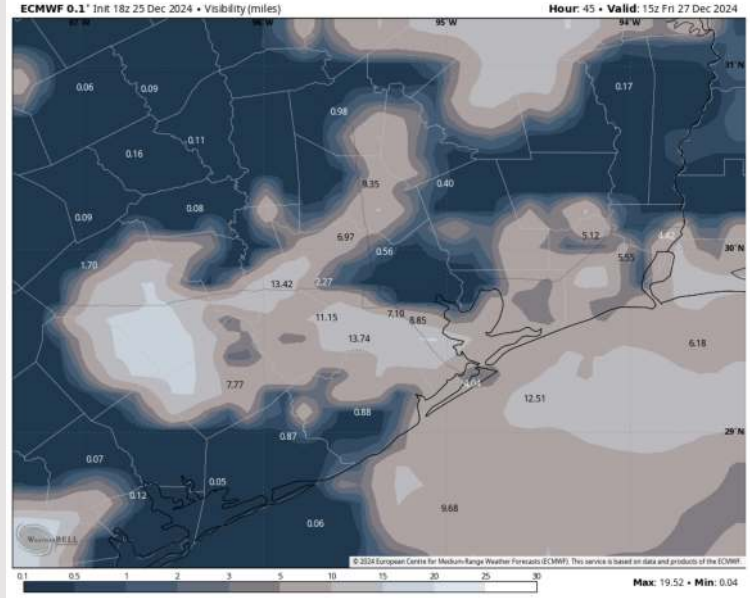 ECMWF 0.1° Init 18z 25 Dec 2024 • Visibility (miles) Hour: 45 • Valid: 15z Fri 27 Dec 2024
96°W 95°W 94°W
31°N
0.06 0.09 0.17
0.98
0.11
0.16
8.35 0.40
0.08
0.09
6.97 5.12 4.42
30°N
0.56 5.55
1.70
13.42 2.27
11.15 7.19 8.85
13.74 6.18
7.77
12.51
0.88
0.87 29°N
0.07
0.05
0.12
9.68
0.06
WeatherBELL
© 2024 European Centre for Medium-Range Weather Forecasts (ECMWF). This service is based on data and products of the ECMWF.
0.1 0.5 1 2 3 5 10 15 20 25 30
Max: 19.52 • Min: 0.04